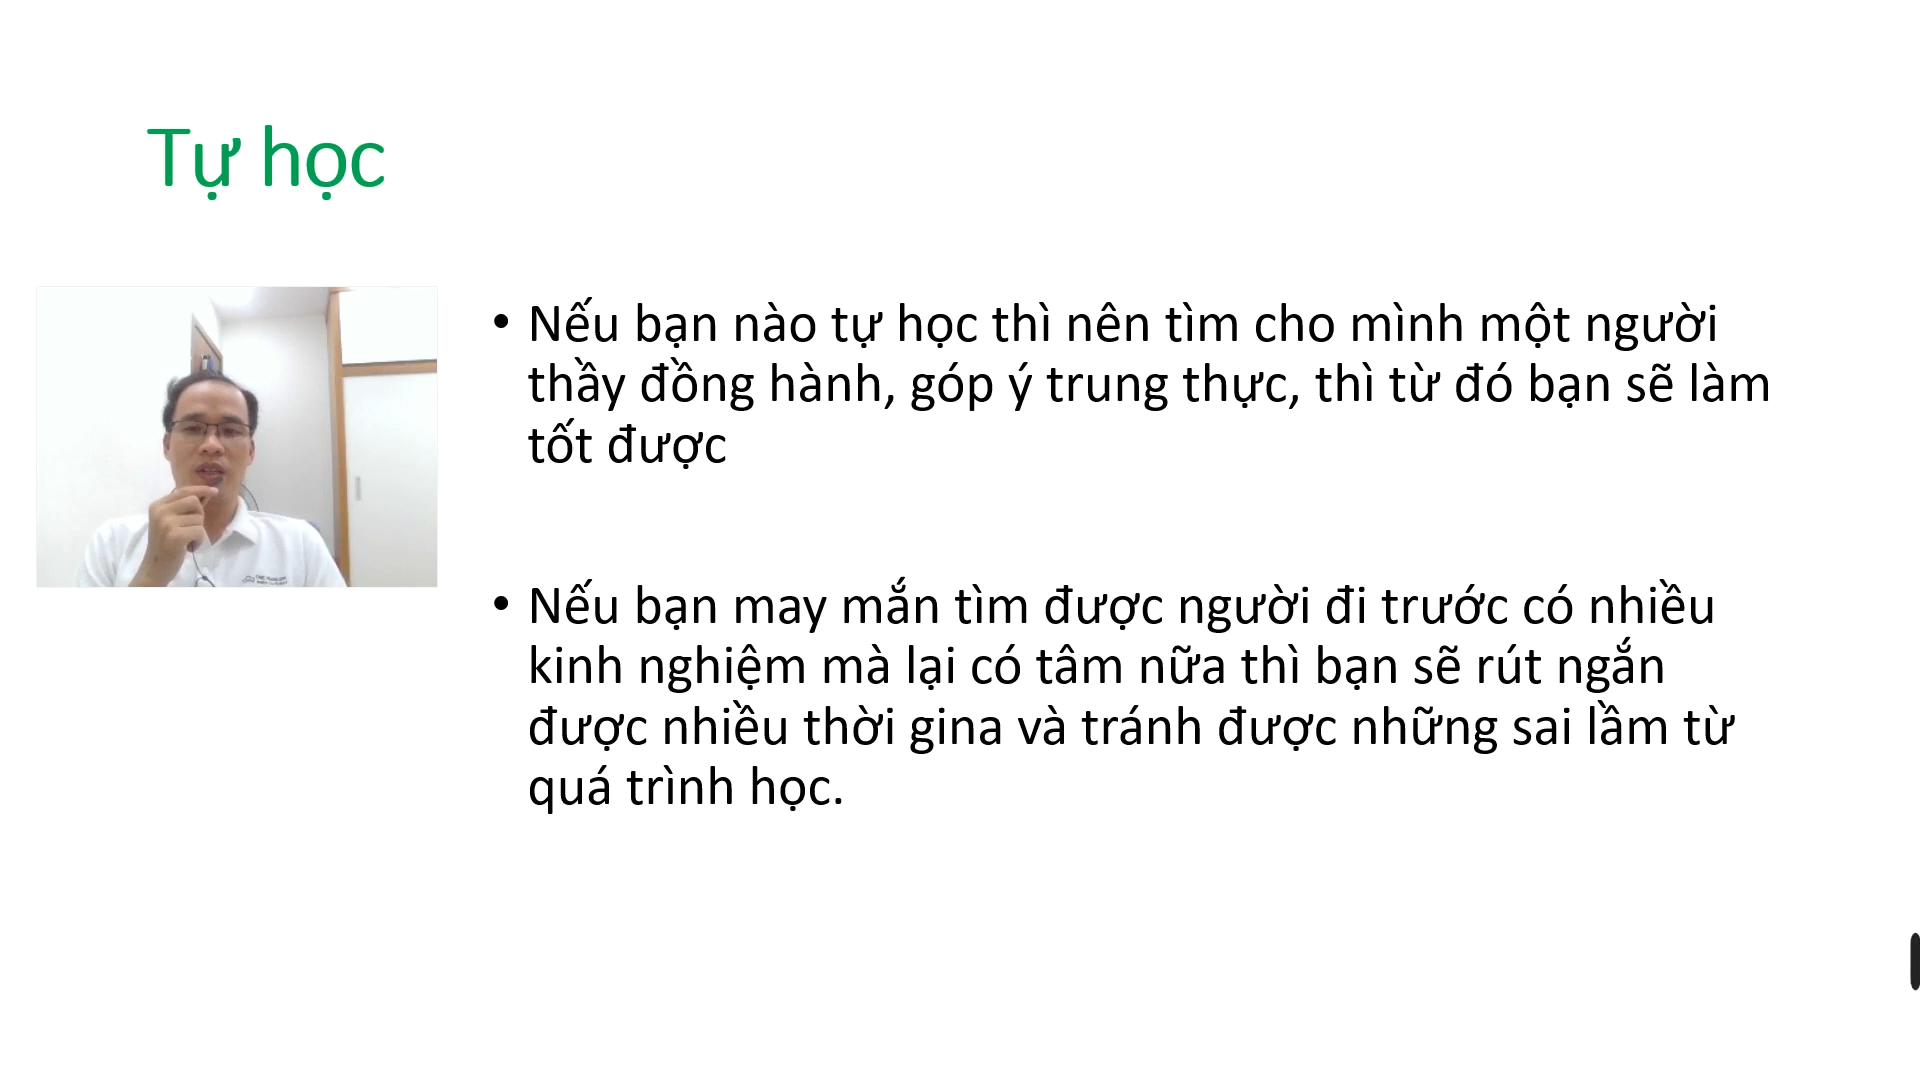 Tự học
• Nếu bạn nào tự học thì nên tìm cho mình một người
thầy đồng hành, góp ý trung thực, thì từ đó bạn sẽ làm
tốt được
• Nếu bạn may mắn tìm được người đi trước có nhiều
kinh nghiệm mà lại có tâm nữa thì bạn sẽ rút ngắn
được nhiều thời gina và tránh được những sai lầm từ
quá trình học.